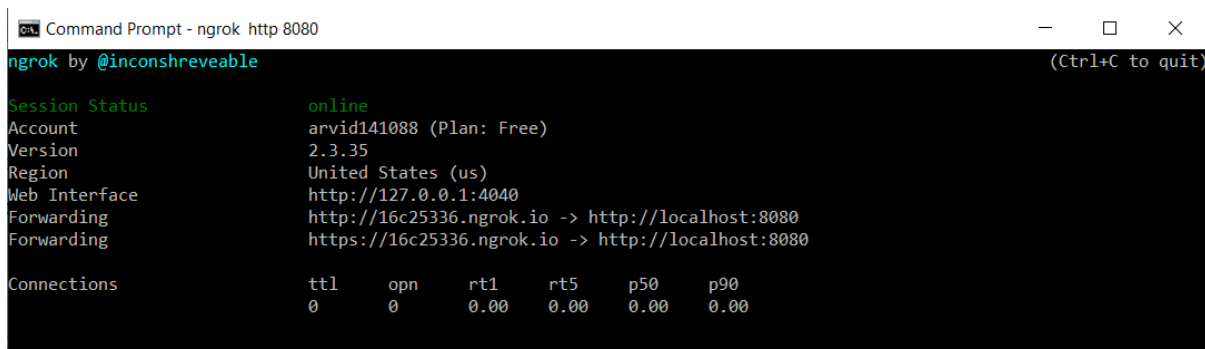 Command Prompt - ngrok http 8080
ngrok by @inconshreveable (Ctrl+C to quit)
Session Status online
Account arvid141088 (Plan: Free)
Version 2.3.35
Region United States (us)
Web Interface http://127.0.0.1:4040
Forwarding http://16c25336.ngrok.io -> http://localhost:8080
Forwarding https://16c25336.ngrok.io -> http://localhost:8080
Connections ttl opn rt1 rt5 p50 p90
0 0 0.00 0.00 0.00 0.00